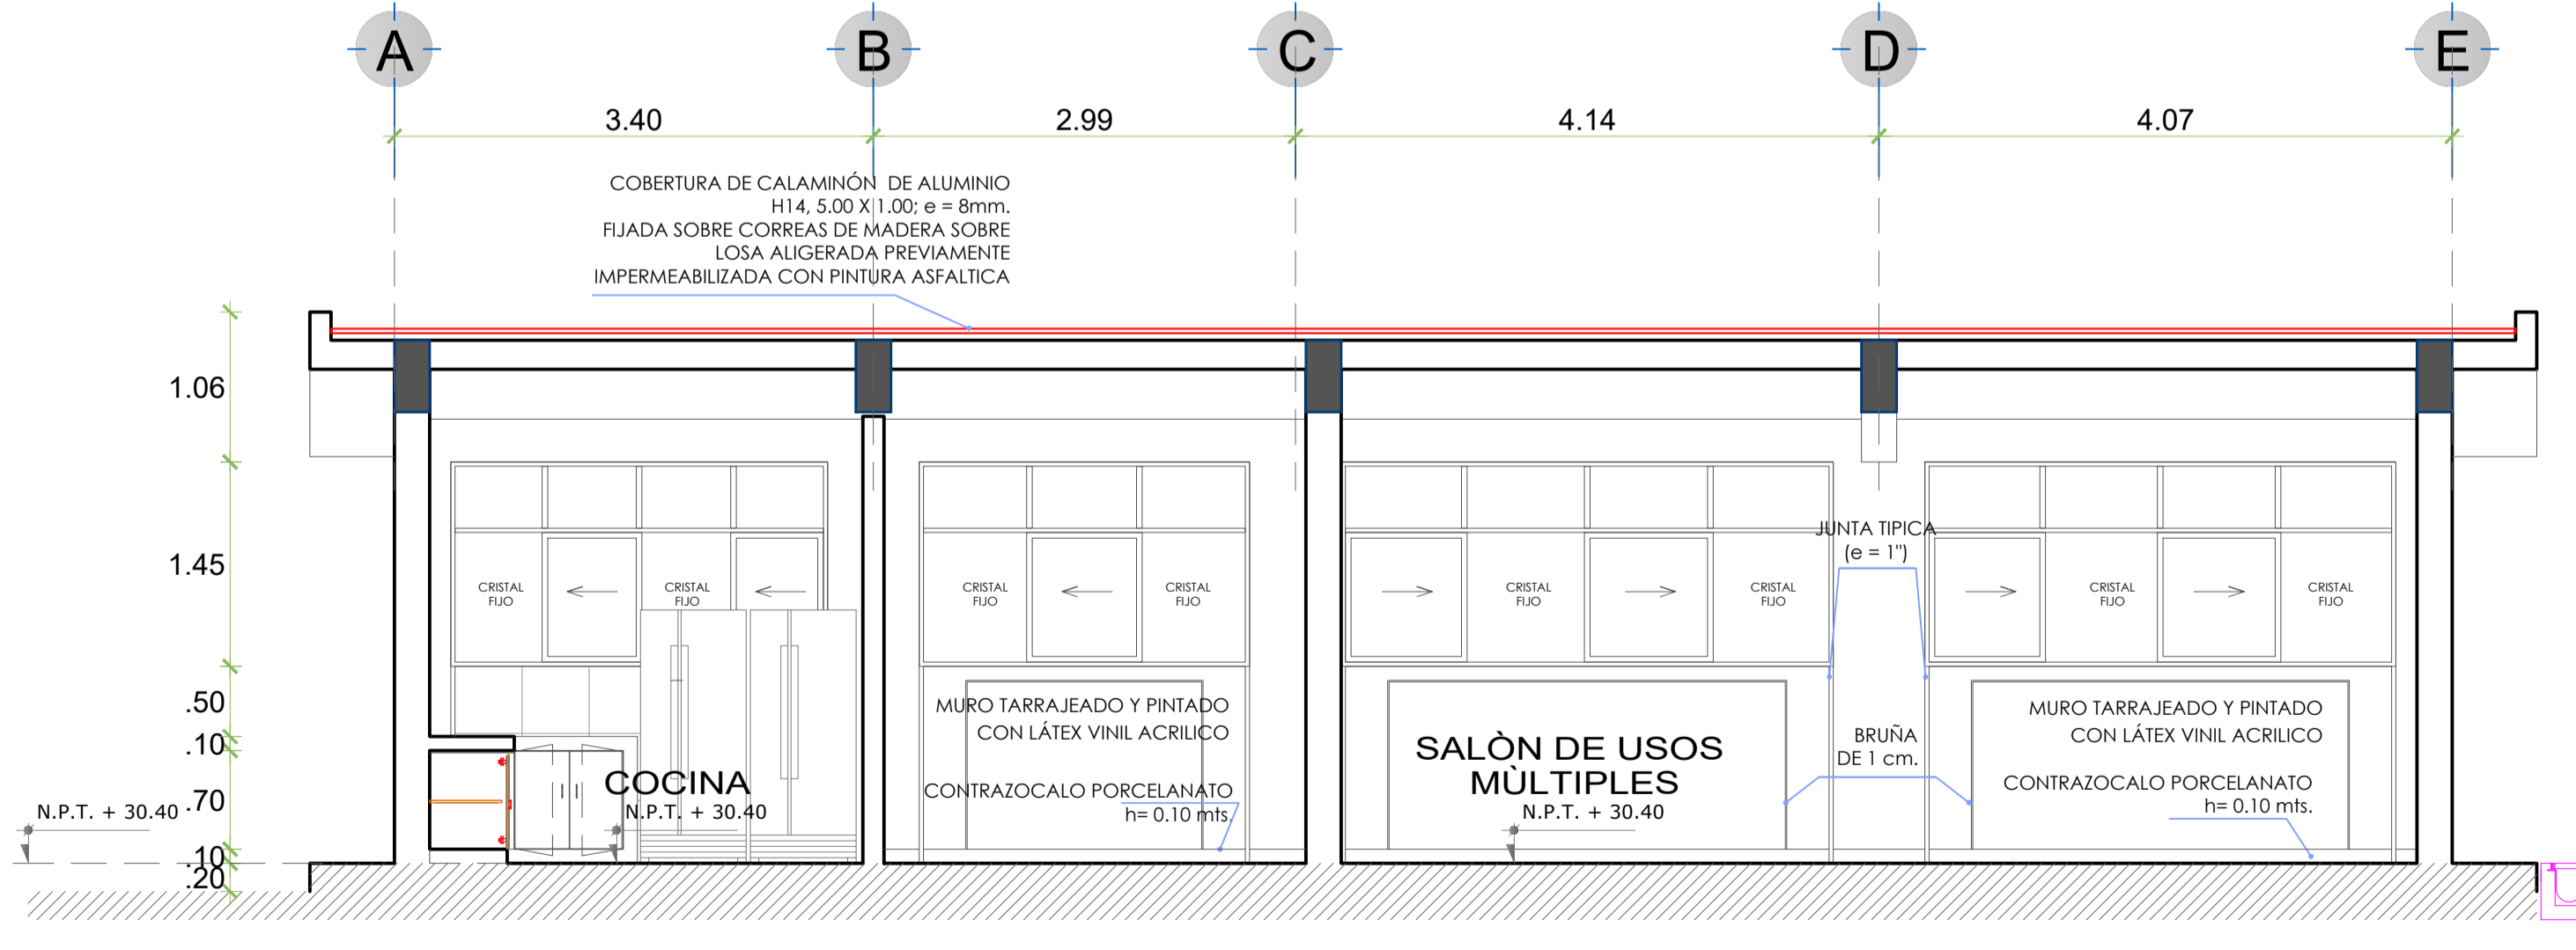 A B C D E
3.40 2.99 4.14 4.07
COBERTURA DE CALAMINÓN DE ALUMINIO
H14, 5.00 X 1.00; e = 8mm.
FIJADA SOBRE CORREAS DE MADERA SOBRE
LOSA ALIGERADA PREVIAMENTE
IMPERMEABILIZADA CON PINTURA ASFALTICA
1.06
1.45
.50
.10
.70
.10
.20
N.P.T. + 30.40
CRISTAL
FIJO
CRISTAL
FIJO
COCINA
N.P.T. + 30.40
CRISTAL
FIJO
CRISTAL
FIJO
MURO TARRAJEADO Y PINTADO
CON LÁTEX VINIL ACRILICO
CONTRAZOCALO PORCELANATO
h= 0.10 mts.
CRISTAL
FIJO
CRISTAL
FIJO
SALÒN DE USOS
MÙLTIPLES
N.P.T. + 30.40
JUNTA TIPICA
(e = 1")
BRUÑA
DE 1 cm.
CRISTAL
FIJO
CRISTAL
FIJO
MURO TARRAJEADO Y PINTADO
CON LÁTEX VINIL ACRILICO
CONTRAZOCALO PORCELANATO
h= 0.10 mts.